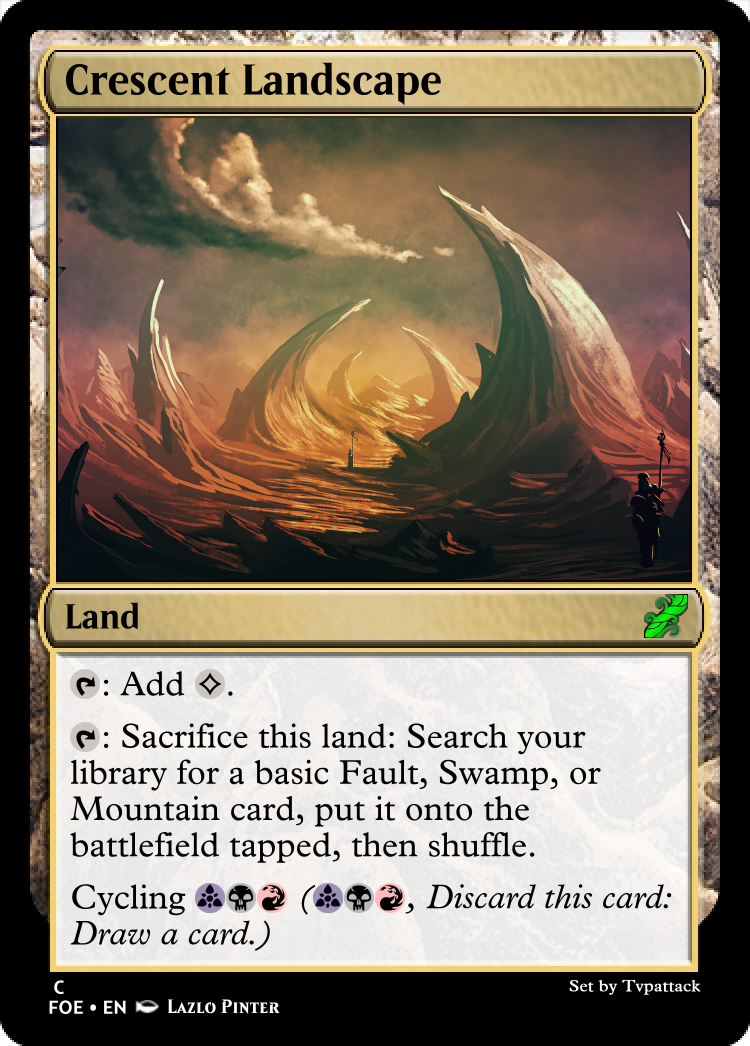 Crescent Landscape
Land
: Add .
: Sacrifice this land: Search your
library for a basic Fault, Swamp, or
Mountain card, put it onto the
battlefield tapped, then shuffle.
Cycling (, Discard this card:
Draw a card.)
C
FOE • EN LAZLO PINTER
Set by Tvpattack